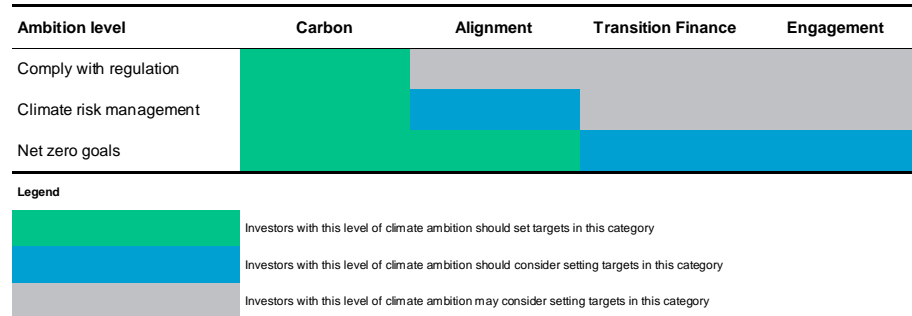 Ambition level Carbon Alignment Transition Finance Engagement
Comply with regulation
Climate risk management
Net zero goals
Legend
Investors with this level of climate ambition should set targets in this category
Investors with this level of climate ambition should consider setting targets in this category
Investors with this level of climate ambition may consider setting targets in this category